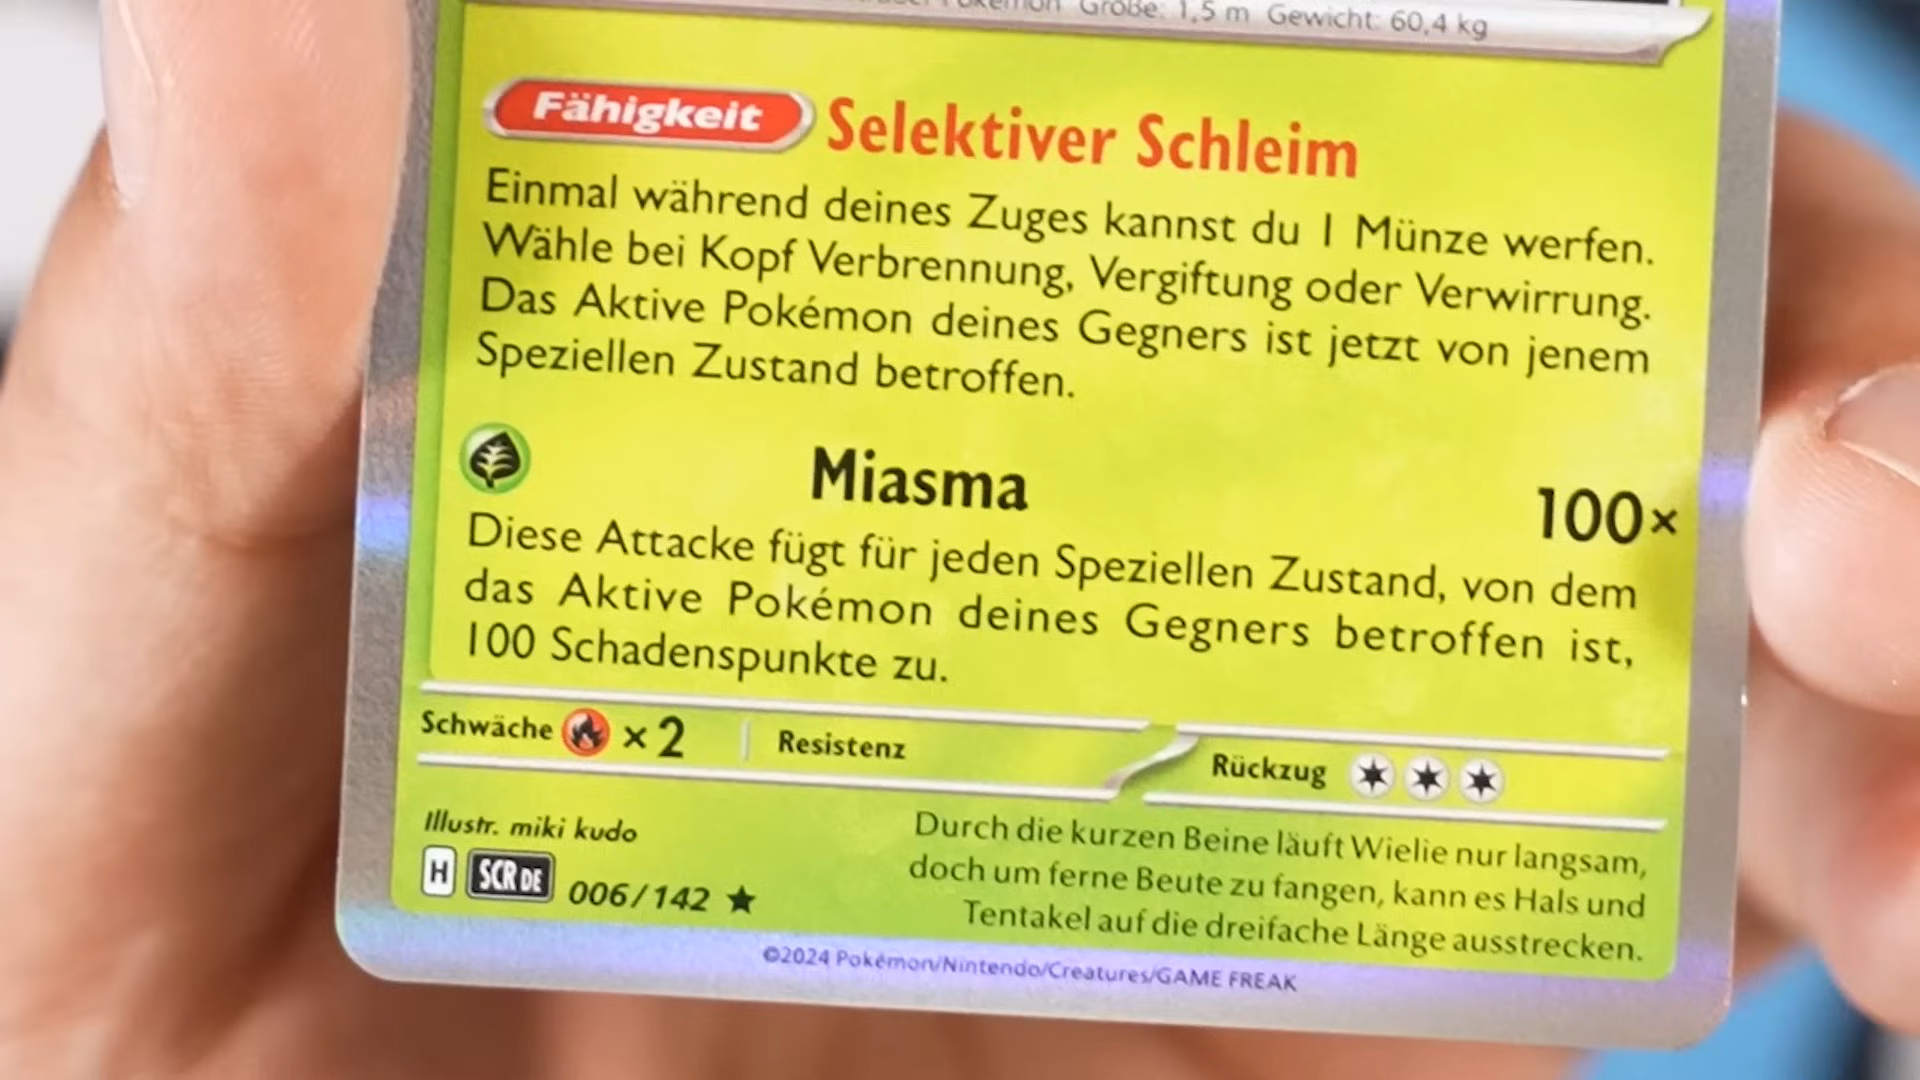 Pokémon Größe: 1,5 m Gewicht: 60,4 kg
Fähigkeit Selektiver Schleim
Einmal während deines Zuges kannst du 1 Münze werfen.
Wähle bei Kopf Verbrennung, Vergiftung oder Verwirrung.
Das Aktive Pokémon deines Gegners ist jetzt von jenem
Speziellen Zustand betroffen.
Miasma 100×
Diese Attacke fügt für jeden Speziellen Zustand, von dem
das Aktive Pokémon deines Gegners betroffen ist,
100 Schadenspunkte zu.
Schwäche ×2 Resistenz Rückzug
Illustr. miki kudo
H SCR DE 006/142 ★
Durch die kurzen Beine läuft Wielie nur langsam,
doch um ferne Beute zu fangen, kann es Hals und
Tentakel auf die dreifache Länge ausstrecken.
©2024 Pokémon/Nintendo/Creatures/GAME FREAK